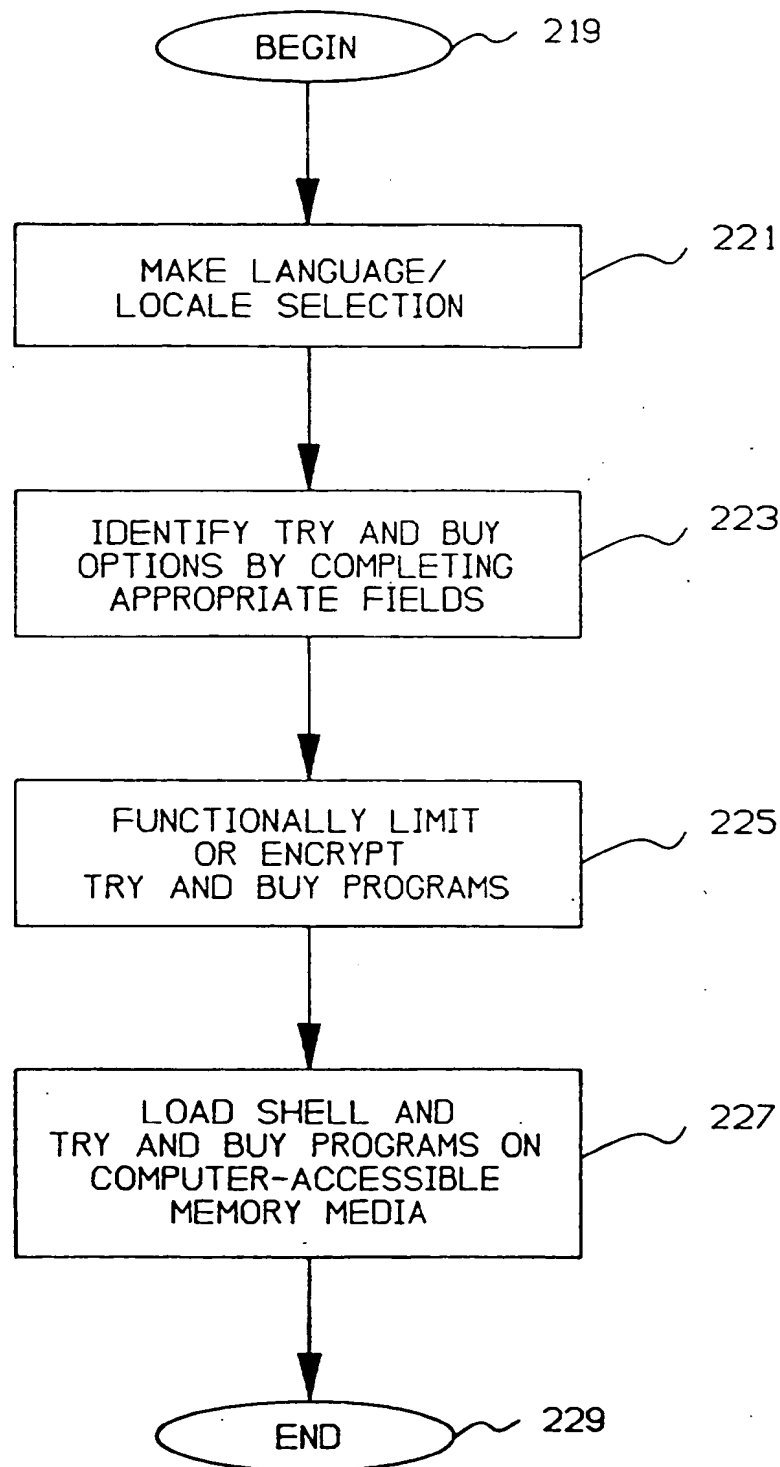 BEGIN
219
MAKE LANGUAGE/
LOCALE SELECTION
221
IDENTIFY TRY AND BUY
OPTIONS BY COMPLETING
APPROPRIATE FIELDS
223
FUNCTIONALLY LIMIT
OR ENCRYPT
TRY AND BUY PROGRAMS
225
LOAD SHELL AND
TRY AND BUY PROGRAMS ON
COMPUTER-ACCESSIBLE
MEMORY MEDIA
227
END
229